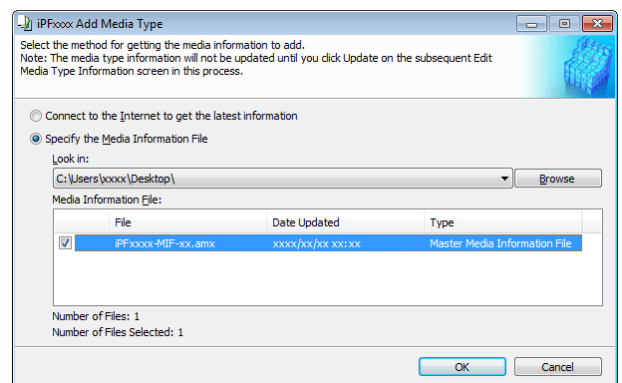 iPFxxxx Add Media Type
Select the method for getting the media information to add.
Note: The media type information will not be updated until you click Update on the subsequent Edit
Media Type Information screen in this process.
Connect to the Internet to get the latest information
Specify the Media Information File
Look in:
C:\Users\xxxx\Desktop\ Browse
Media Information File:
File Date Updated Type
iPFxxxx-MIF-xx.amx xxxx/xx/xx xx:xx Master Media Information File
Number of Files: 1
Number of Files Selected: 1
OK Cancel